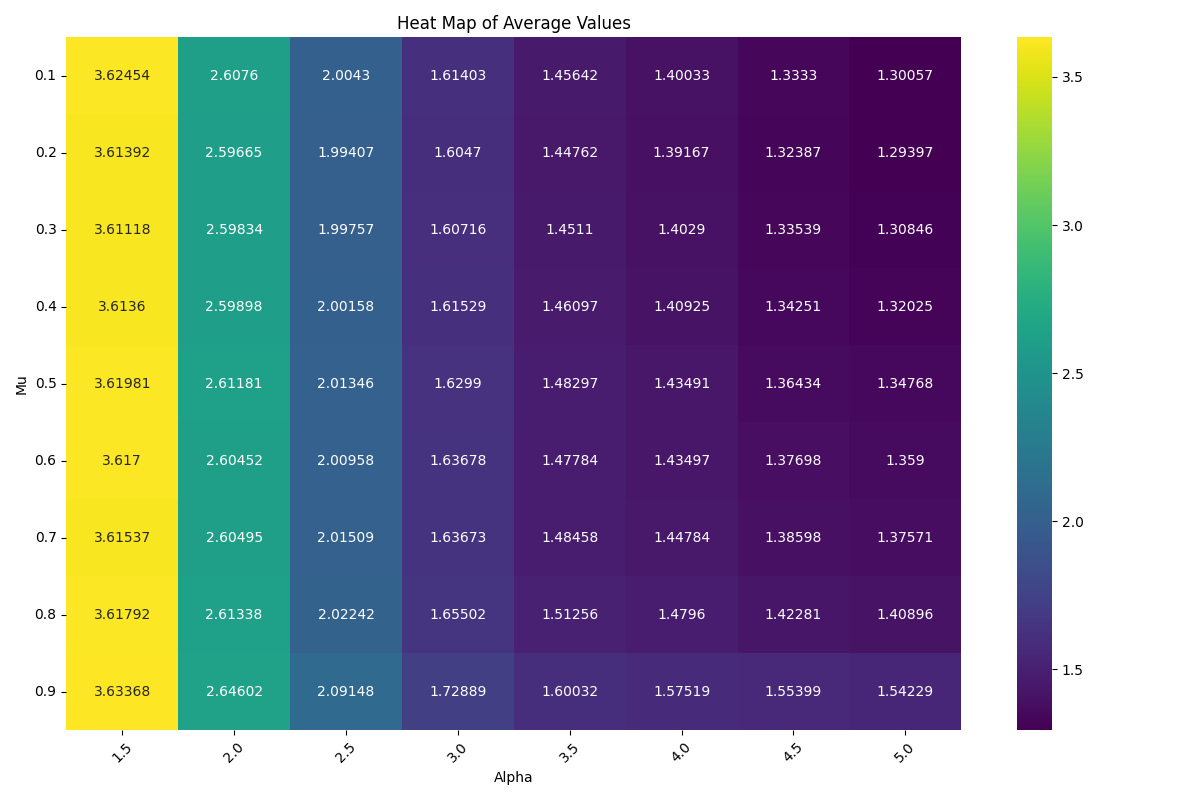 Heat Map of Average Values
0.1 3.62454 2.6076 2.0043 1.61403 1.45642 1.40033 1.3333 1.30057
0.2 3.61392 2.59665 1.99407 1.6047 1.44762 1.39167 1.32387 1.29397
0.3 3.61118 2.59834 1.99757 1.60716 1.4511 1.4029 1.33539 1.30846
0.4 3.6136 2.59898 2.00158 1.61529 1.46097 1.40925 1.34251 1.32025
0.5 3.61981 2.61181 2.01346 1.6299 1.48297 1.43491 1.36434 1.34768
0.6 3.617 2.60452 2.00958 1.63678 1.47784 1.43497 1.37698 1.359
0.7 3.61537 2.60495 2.01509 1.63673 1.48458 1.44784 1.38598 1.37571
0.8 3.61792 2.61338 2.02242 1.65502 1.51256 1.4796 1.42281 1.40896
0.9 3.63368 2.64602 2.09148 1.72889 1.60032 1.57519 1.55399 1.54229
1.5 2.0 2.5 3.0 3.5 4.0 4.5 5.0
Alpha
Mu
3.5
3.0
2.5
2.0
1.5